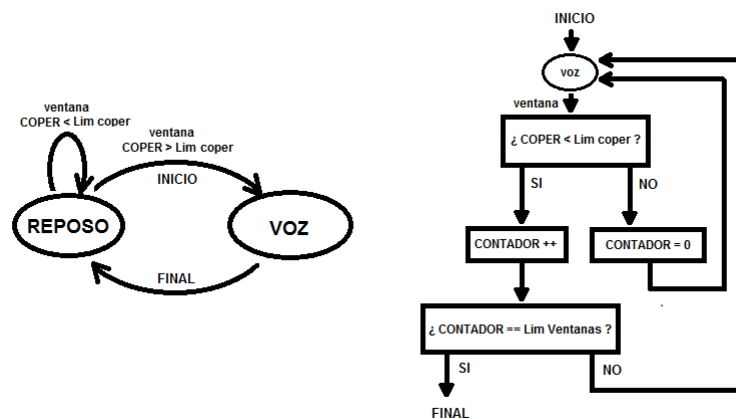 ventana
COPER < Lim coper
ventana
COPER > Lim coper
INICIO
REPOSO
VOZ
FINAL
INICIO
voz
ventana
¿ COPER < Lim coper ?
SI
NO
CONTADOR ++
CONTADOR = 0
¿ CONTADOR == Lim Ventanas ?
SI
NO
FINAL